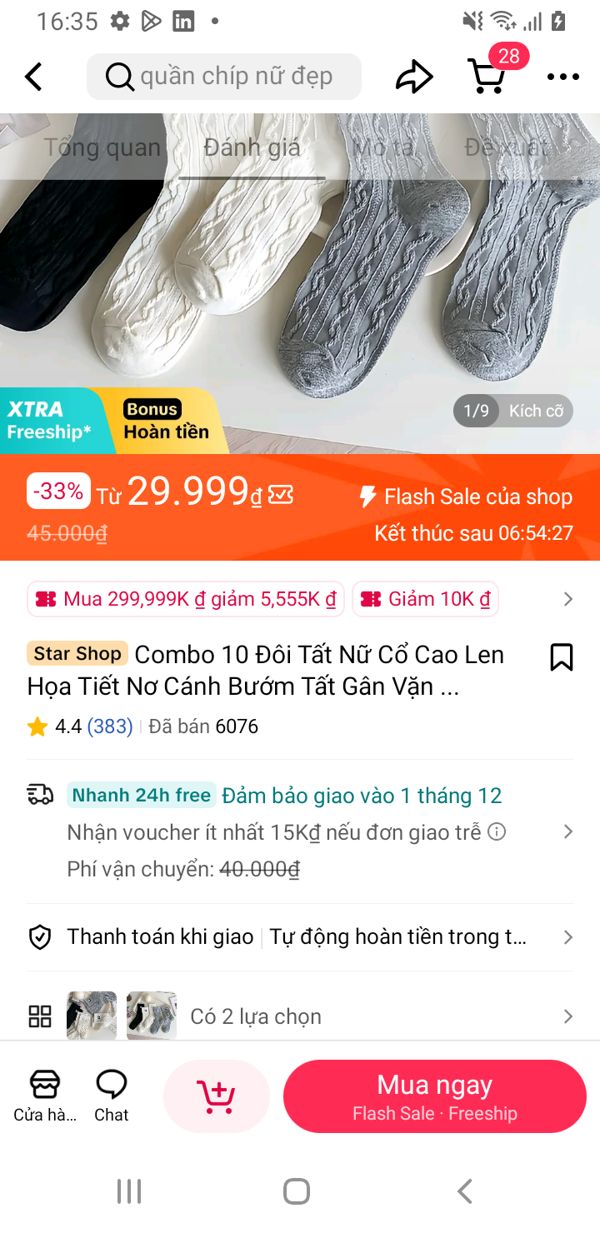 16:35
28
quần chíp nữ đẹp
Tổng quan Đánh giá Mô tả Đề xuất
XTRA
Freeship*
Bonus
Hoàn tiền
1/9 Kích cỡ
-33% Từ 29.999₫
Flash Sale của shop
45.000₫
Kết thúc sau 06:54:27
Mua 299,999K ₫ giảm 5,555K ₫
Giảm 10K ₫
Star Shop Combo 10 Đôi Tất Nữ Cổ Cao Len
Họa Tiết Nơ Cánh Bướm Tất Gân Vặn ...
4.4 (383) Đã bán 6076
Nhanh 24h free Đảm bảo giao vào 1 tháng 12
Nhận voucher ít nhất 15K₫ nếu đơn giao trễ
Phí vận chuyển: 40.000₫
Thanh toán khi giao Tự động hoàn tiền trong t...
Có 2 lựa chọn
Cửa hà...
Chat
Mua ngay
Flash Sale · Freeship